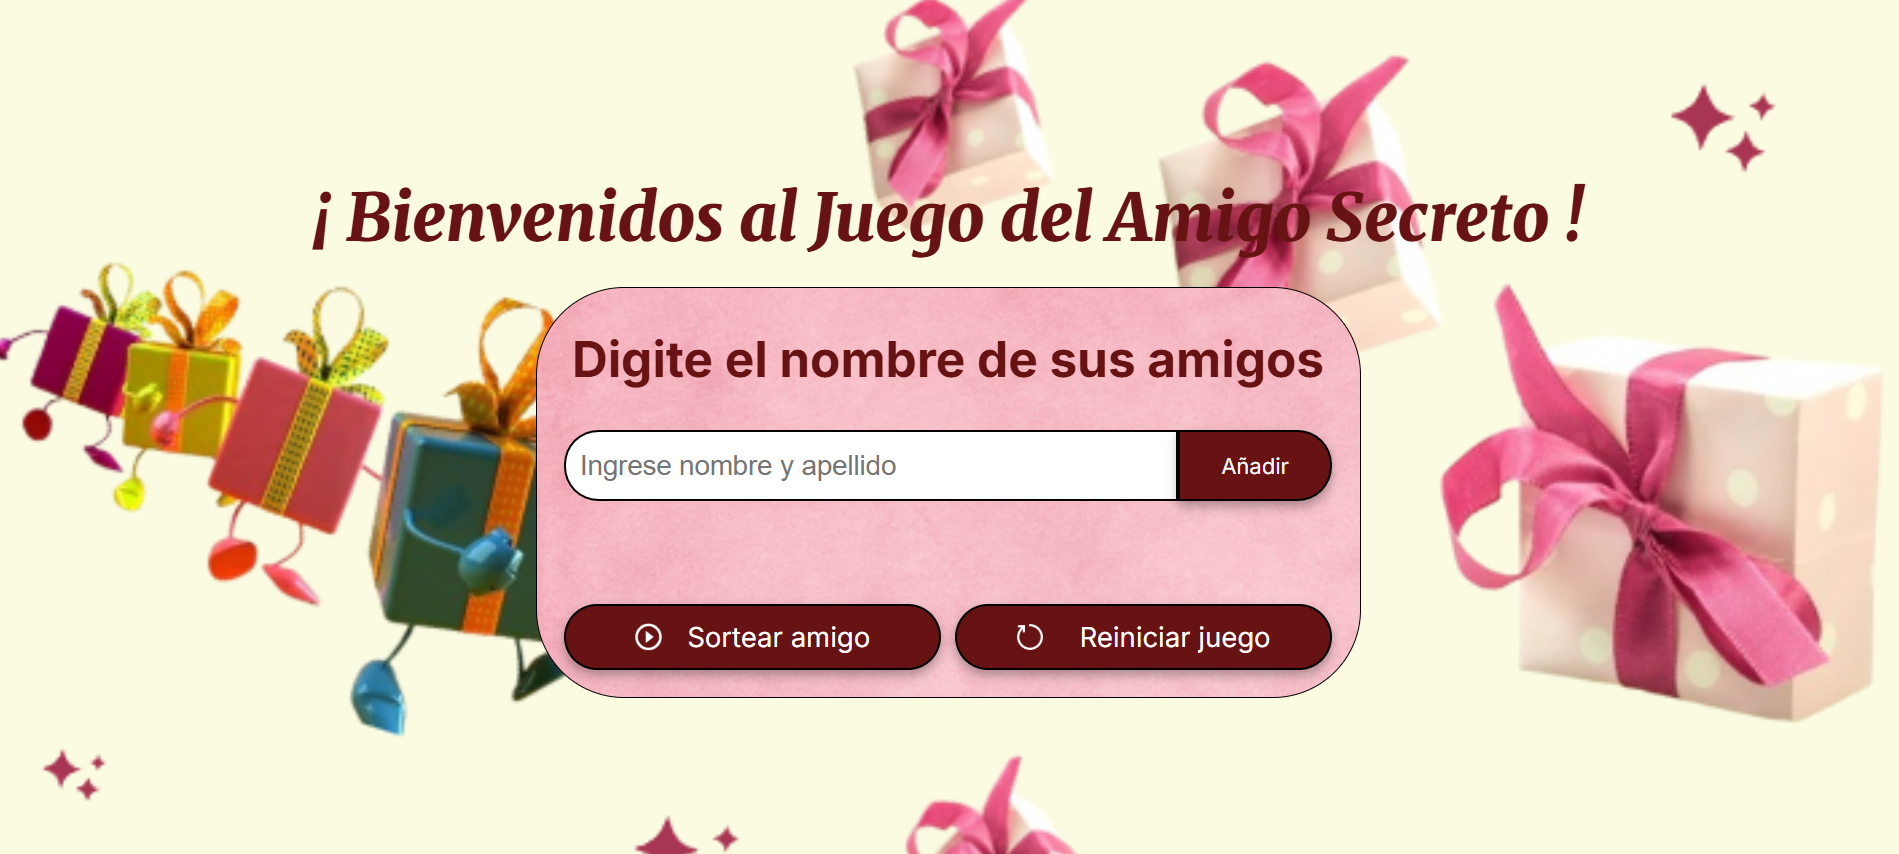 ¡ Bienvenidos al Juego del Amigo Secreto !
Digite el nombre de sus amigos
Ingrese nombre y apellido
Añadir
Sortear amigo
Reiniciar juego